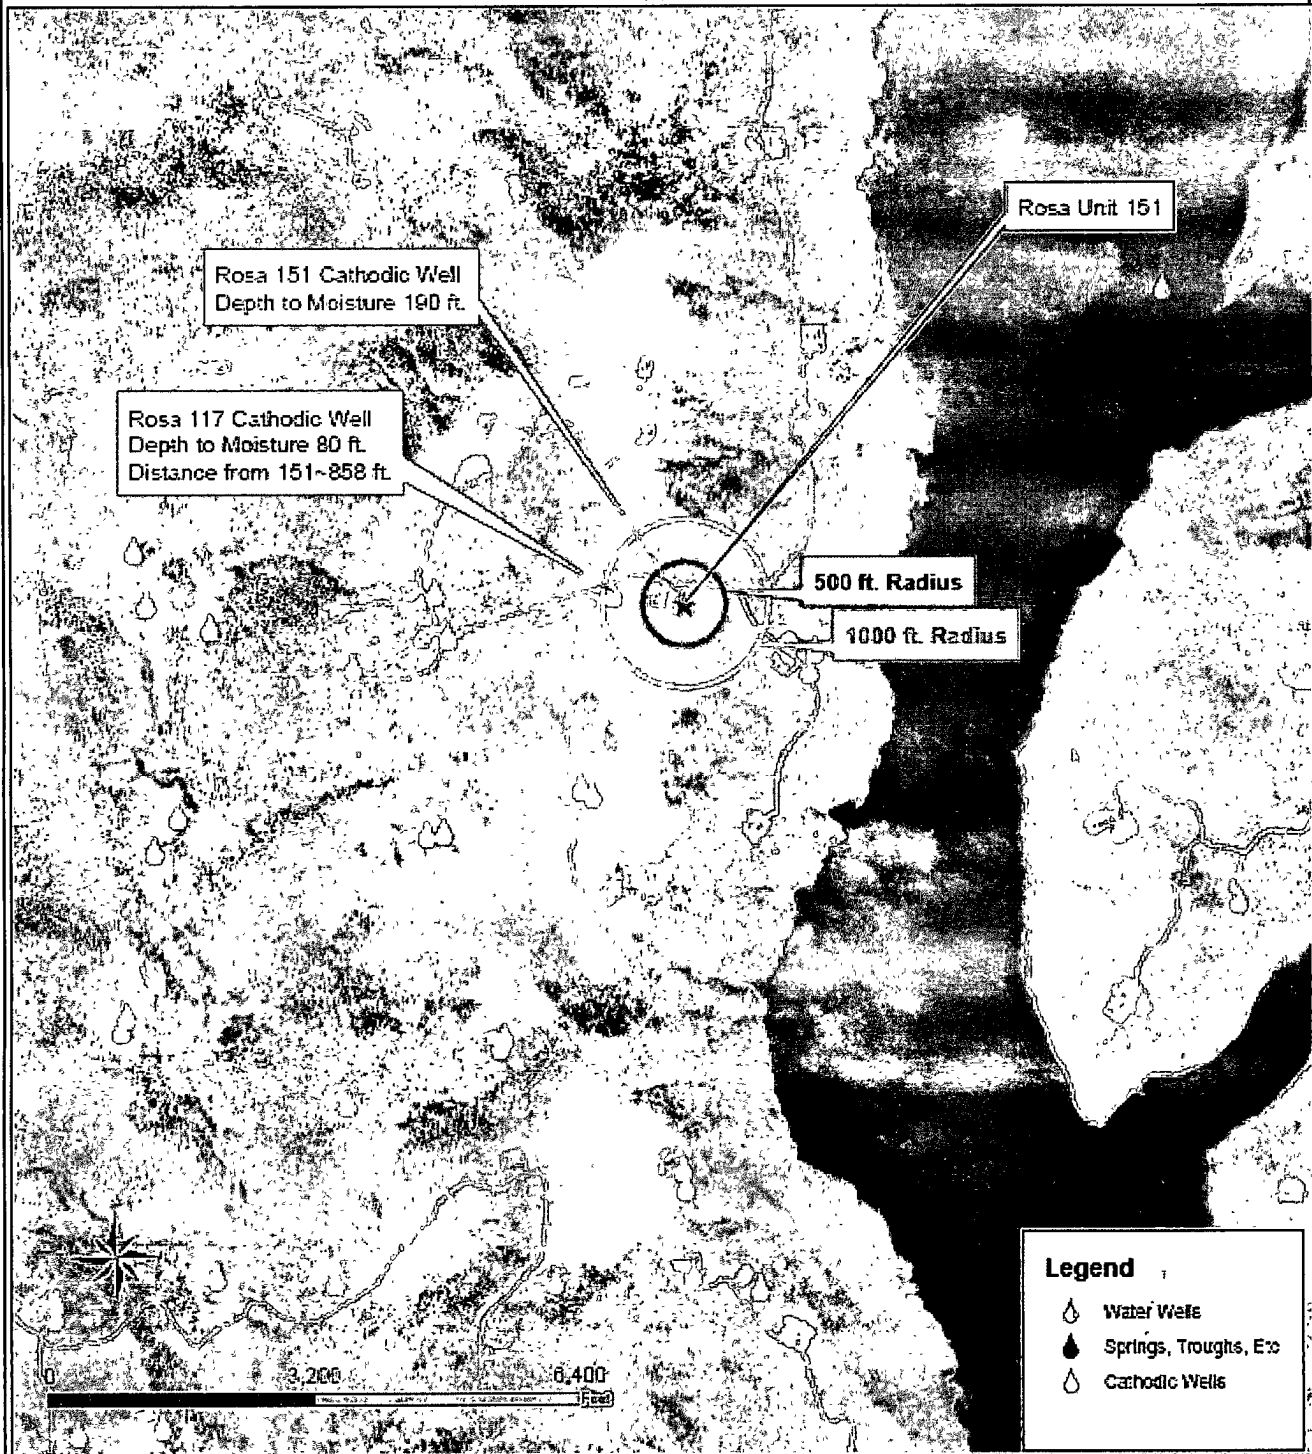 Rosa Unit 151
Rosa 151 Cathodic Well
Depth to Moisture 190 ft.
Rosa 117 Cathodic Well
Depth to Moisture 80 ft.
Distance from 151~858 ft.
500 ft. Radius
1000 ft. Radius
Legend
Water Wells
Springs, Troughs, Etc
Cathodic Wells
0 3,200 6,400
Feet